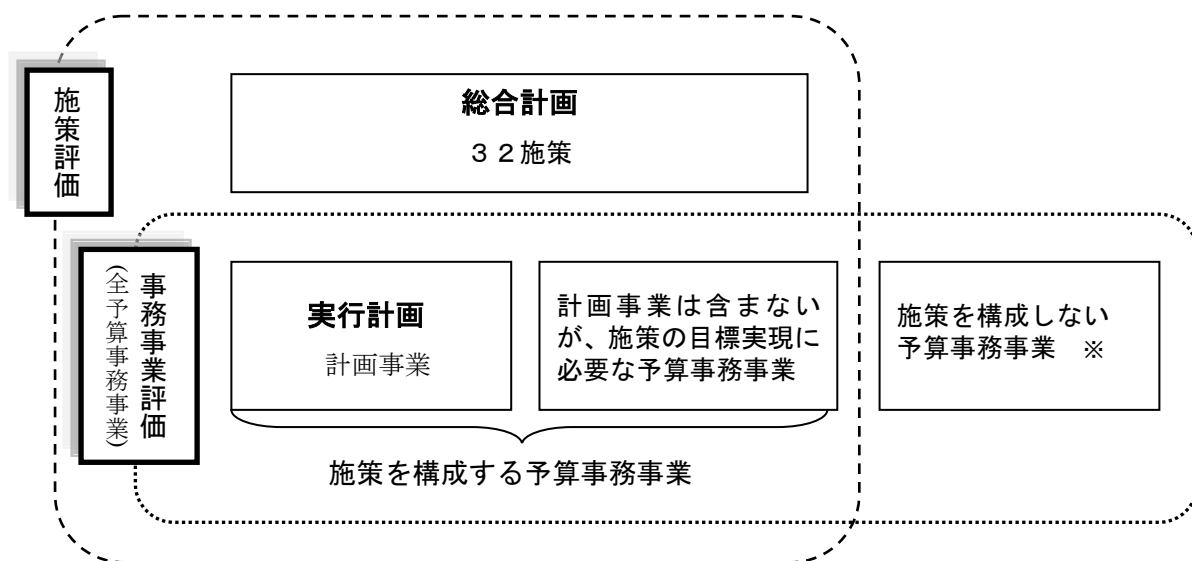 施策評価
総合計画
３２施策
事務事業評価
(全予算事務事業)
実行計画
計画事業
計画事業は含まない
が、施策の目標実現に
必要な予算事務事業
施策を構成しない
予算事務事業　※
施策を構成する予算事務事業